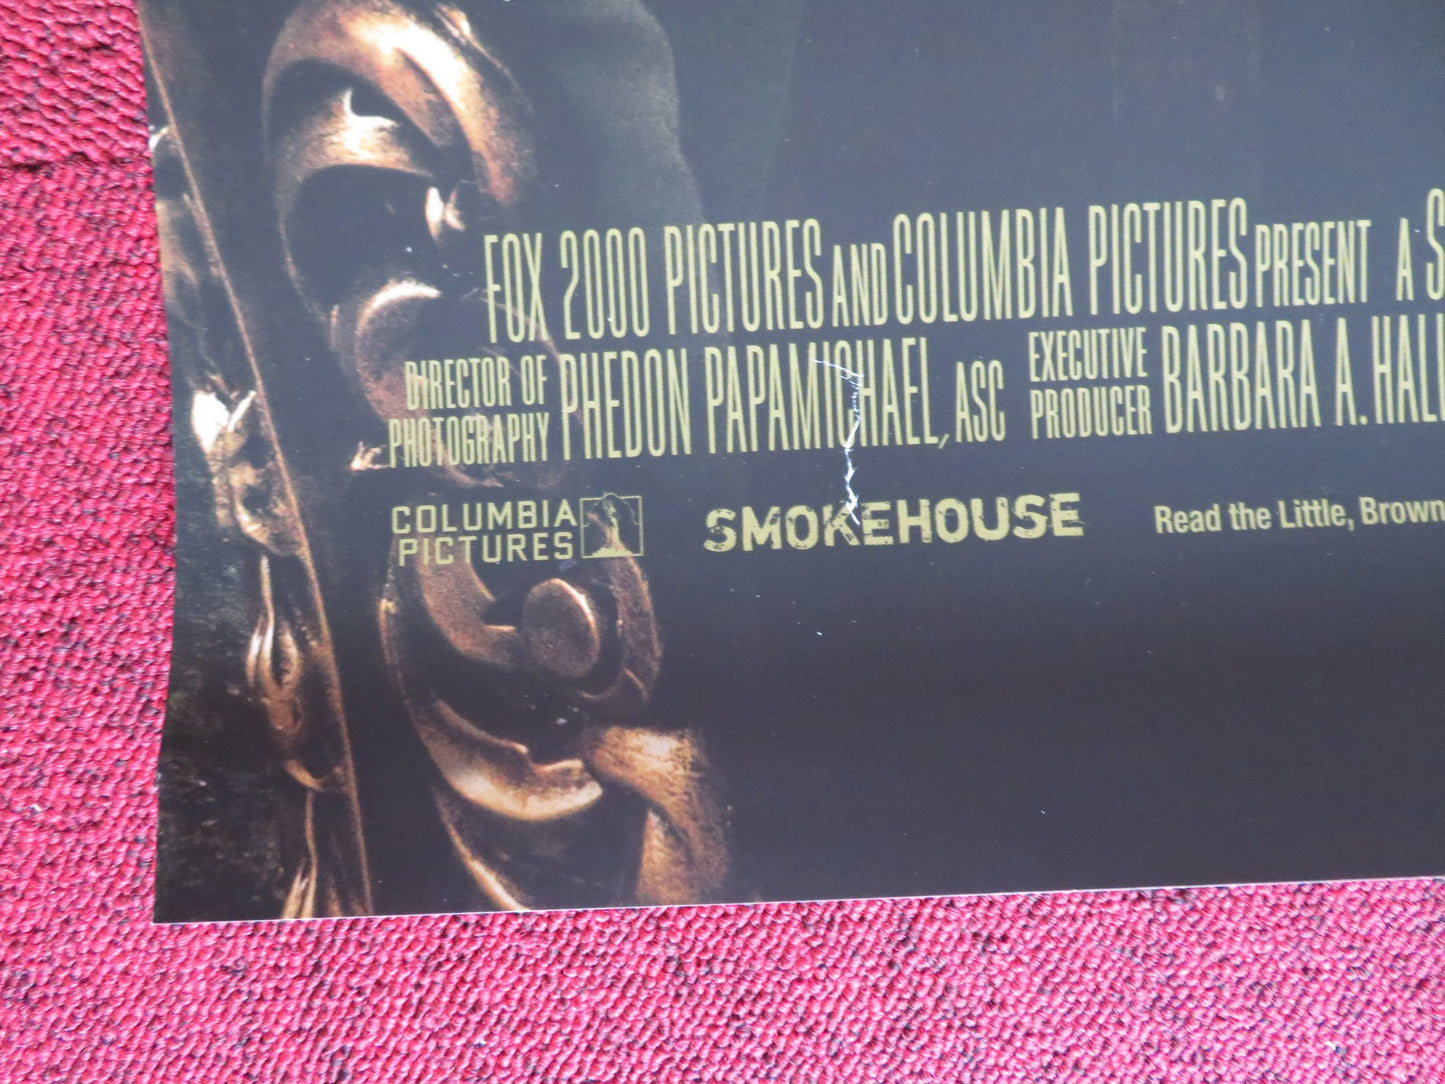 FOX 2000 PICTURES AND COLUMBIA PICTURES PRESENT A S
DIRECTOR OF PHOTOGRAPHY PHEDON PAPAMICHAEL, ASC EXECUTIVE PRODUCER BARBARA A. HALL
COLUMBIA PICTURES SMOKEHOUSE Read the Little, Brown